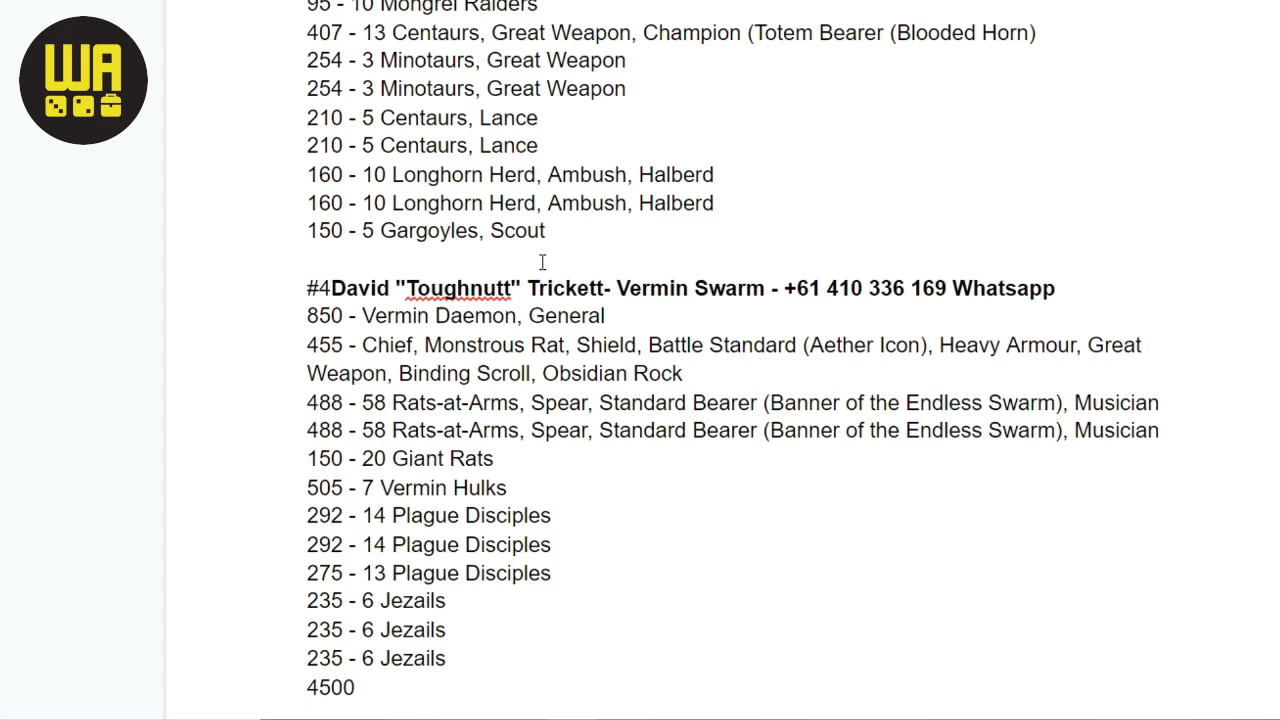 WA
95 - 10 Mongrel Raiders
407 - 13 Centaurs, Great Weapon, Champion (Totem Bearer (Blooded Horn)
254 - 3 Minotaurs, Great Weapon
254 - 3 Minotaurs, Great Weapon
210 - 5 Centaurs, Lance
210 - 5 Centaurs, Lance
160 - 10 Longhorn Herd, Ambush, Halberd
160 - 10 Longhorn Herd, Ambush, Halberd
150 - 5 Gargoyles, Scout
#4David "Toughnutt" Trickett- Vermin Swarm - +61 410 336 169 Whatsapp
850 - Vermin Daemon, General
455 - Chief, Monstrous Rat, Shield, Battle Standard (Aether Icon), Heavy Armour, Great
Weapon, Binding Scroll, Obsidian Rock
488 - 58 Rats-at-Arms, Spear, Standard Bearer (Banner of the Endless Swarm), Musician
488 - 58 Rats-at-Arms, Spear, Standard Bearer (Banner of the Endless Swarm), Musician
150 - 20 Giant Rats
505 - 7 Vermin Hulks
292 - 14 Plague Disciples
292 - 14 Plague Disciples
275 - 13 Plague Disciples
235 - 6 Jezails
235 - 6 Jezails
235 - 6 Jezails
4500